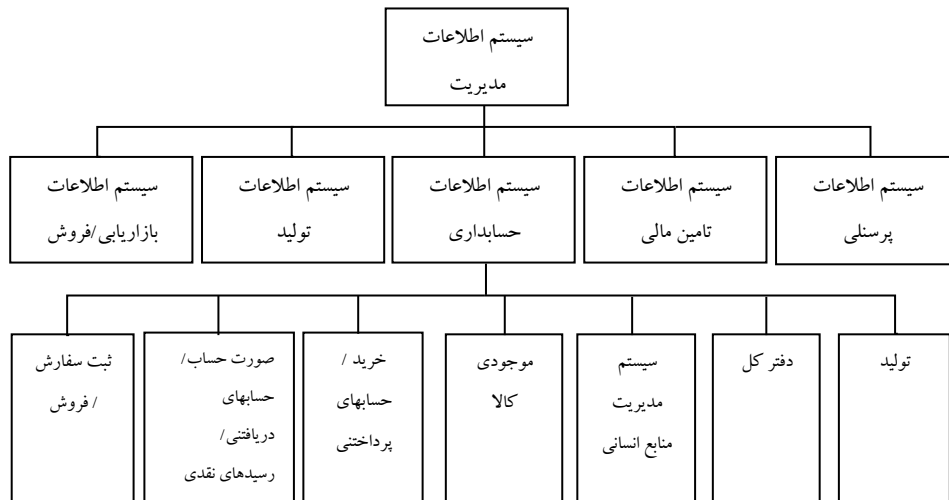 سیستم اطلاعات
مدیریت
سیستم اطلاعات
پرسنلی
سیستم اطلاعات
تامین مالی
سیستم اطلاعات
حسابداری
سیستم اطلاعات
تولید
سیستم اطلاعات
بازاریابی/فروش
تولید
دفتر کل
سیستم
مدیریت
منابع انسانی
موجودی
کالا
خرید /
حسابهای
پرداختنی
صورت حساب/
حسابهای
دریافتنی/
رسیدهای نقدی
ثبت سفارش
/ فروش